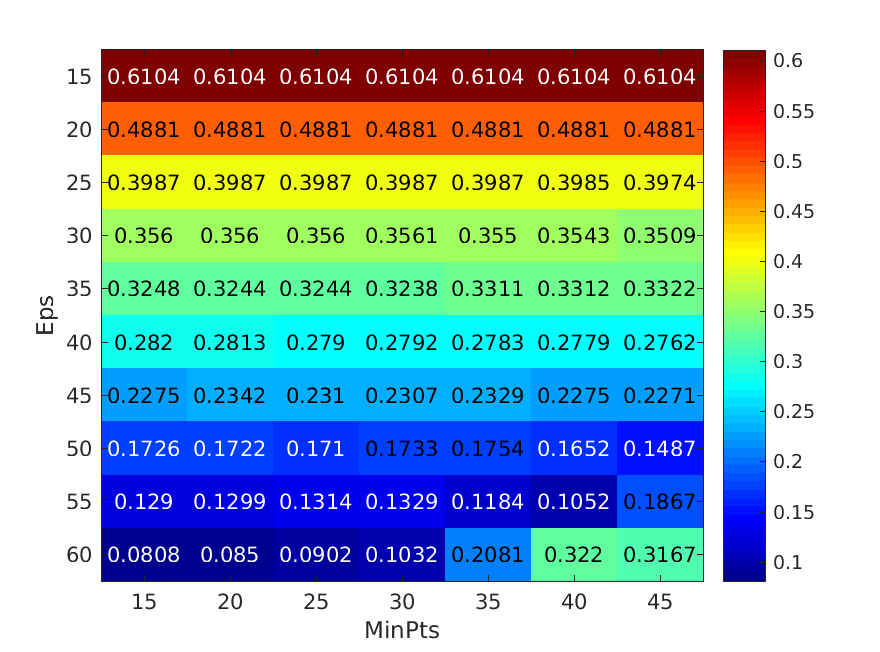 15 0.6104 0.6104 0.6104 0.6104 0.6104 0.6104 0.6104 0.6
20 0.4881 0.4881 0.4881 0.4881 0.4881 0.4881 0.4881 0.55
25 0.3987 0.3987 0.3987 0.3987 0.3987 0.3985 0.3974 0.5
30 0.356 0.356 0.356 0.3561 0.355 0.3543 0.3509 0.45
35 0.3248 0.3244 0.3244 0.3238 0.3311 0.3312 0.3322 0.4
40 0.282 0.2813 0.279 0.2792 0.2783 0.2779 0.2762 0.35
45 0.2275 0.2342 0.231 0.2307 0.2329 0.2275 0.2271 0.3
50 0.1726 0.1722 0.171 0.1733 0.1754 0.1652 0.1487 0.25
55 0.129 0.1299 0.1314 0.1329 0.1184 0.1052 0.1867 0.2
60 0.0808 0.085 0.0902 0.1032 0.2081 0.322 0.3167 0.15
0.1
15 20 25 30 35 40 45
MinPts
Eps